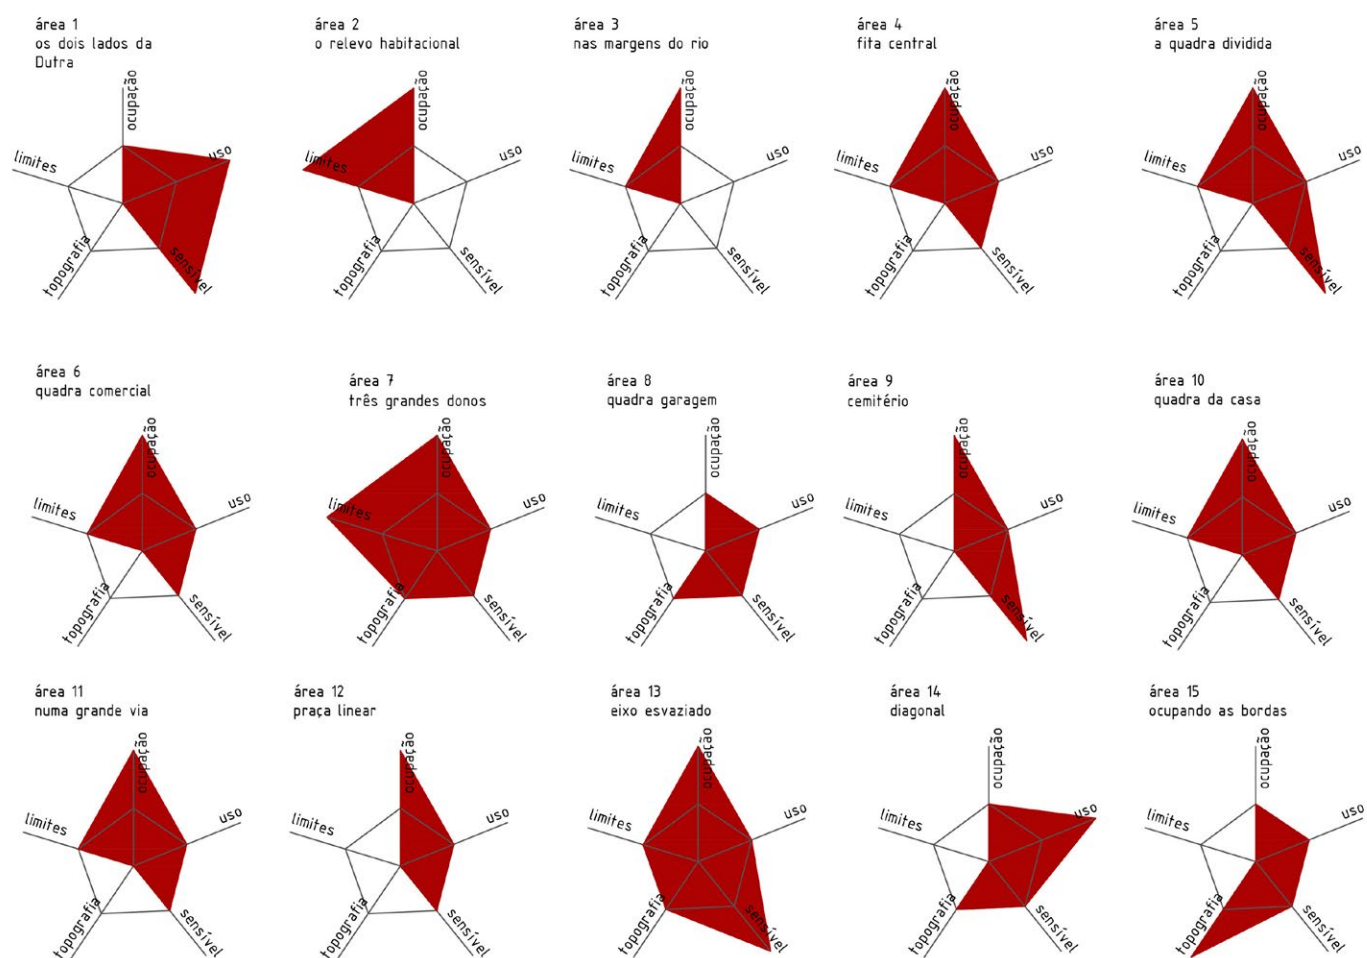 área 1
os dois lados da
Dutra
ocupação
uso
sensível
topografia
limites
área 2
o relevo habitacional
ocupação
uso
sensível
topografia
limites
área 3
nas margens do rio
ocupação
uso
sensível
topografia
limites
área 4
fita central
ocupação
uso
sensível
topografia
limites
área 5
a quadra dividida
ocupação
uso
sensível
topografia
limites
área 6
quadra comercial
ocupação
uso
sensível
topografia
limites
área 7
três grandes donos
ocupação
uso
sensível
topografia
limites
área 8
quadra garagem
ocupação
uso
sensível
topografia
limites
área 9
cemitério
ocupação
uso
sensível
topografia
limites
área 10
quadra da casa
ocupação
uso
sensível
topografia
limites
área 11
numa grande via
ocupação
uso
sensível
topografia
limites
área 12
praça linear
ocupação
uso
sensível
topografia
limites
área 13
eixo esvaziado
ocupação
uso
sensível
topografia
limites
área 14
diagonal
ocupação
uso
sensível
topografia
limites
área 15
ocupando as bordas
ocupação
uso
sensível
topografia
limites